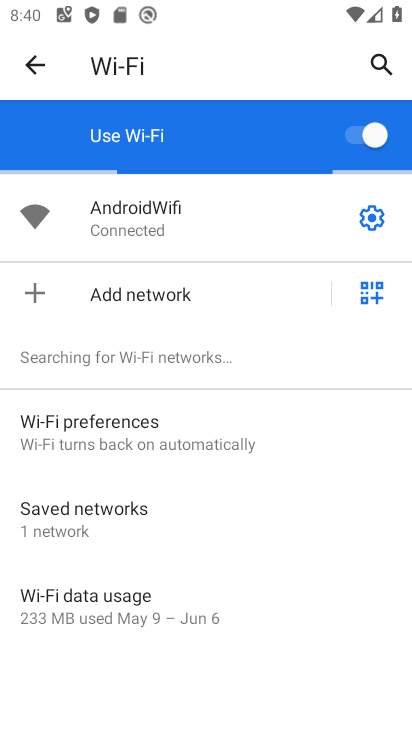 8:40
Wi-Fi
Use Wi-Fi
AndroidWifi
Connected
Add network
Searching for Wi-Fi networks…
Wi-Fi preferences
Wi-Fi turns back on automatically
Saved networks
1 network
Wi-Fi data usage
233 MB used May 9 – Jun 6